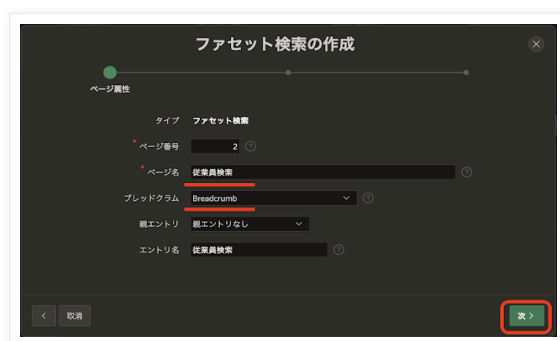 ファセット検索の作成
ページ属性
タイプ ファセット検索
* ページ番号 2
* ページ名 従業員検索
ブレッドクラム Breadcrumb
親エントリ 親エントリなし
エントリ名 従業員検索
取消
次